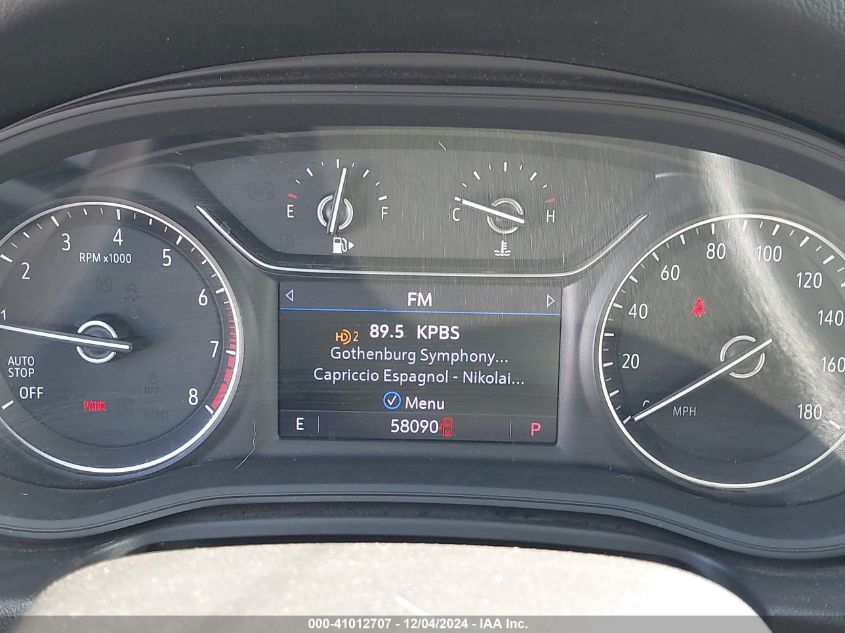 E F
C H
1 2 3 4 5 6 7 8
RPM x1000
AUTO
STOP
OFF
PARK
FM
HD 2 89.5 KPBS
Gothenburg Symphony...
Capriccio Espagnol - Nikolai...
Menu
E 58090 P
20 40 60 80 100 120 140 160 180
MPH
000-41012707 - 12/04/2024 - IAA Inc.